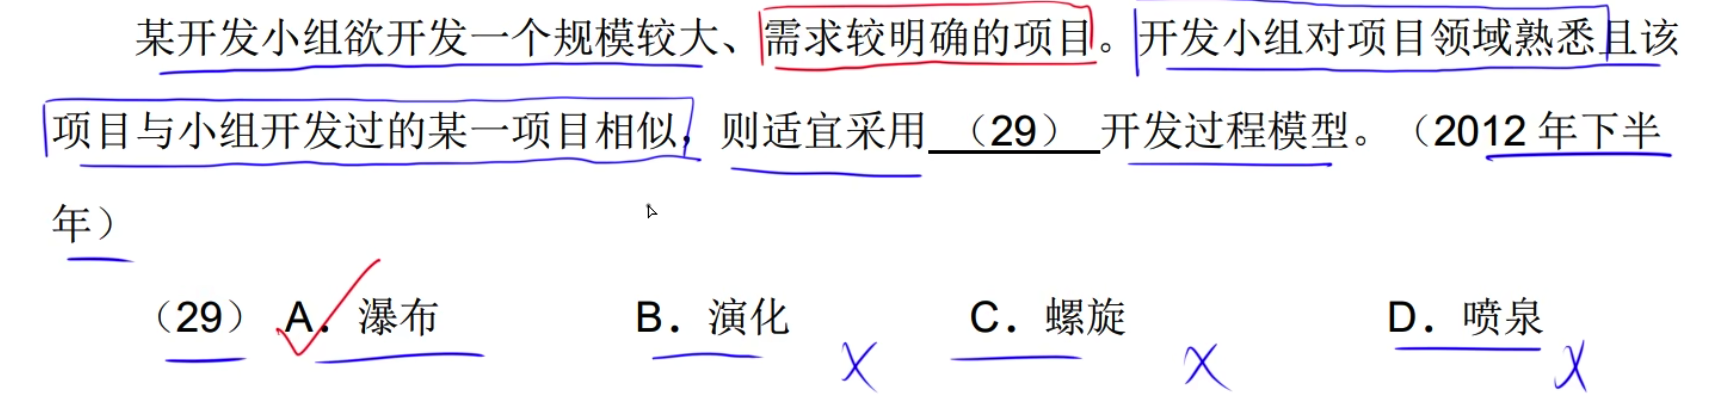 某开发小组欲开发一个规模较大、需求较明确的项目。开发小组对项目领域熟悉且该
项目与小组开发过的某一项目相似，则适宜采用（29）开发过程模型。（2012 年下半
年）
（29） A．瀑布 B．演化 C．螺旋 D．喷泉